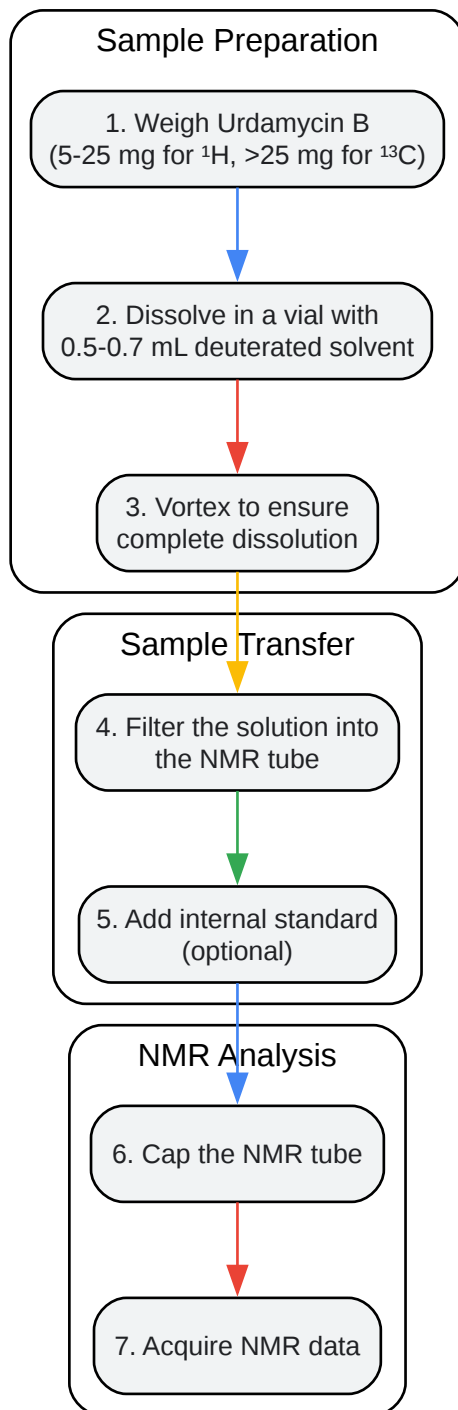 Sample Preparation
1. Weigh Urdamycin B
(5-25 mg for ¹H, >25 mg for ¹³C)
2. Dissolve in a vial with
0.5-0.7 mL deuterated solvent
3. Vortex to ensure
complete dissolution
Sample Transfer
4. Filter the solution into
the NMR tube
5. Add internal standard
(optional)
NMR Analysis
6. Cap the NMR tube
7. Acquire NMR data